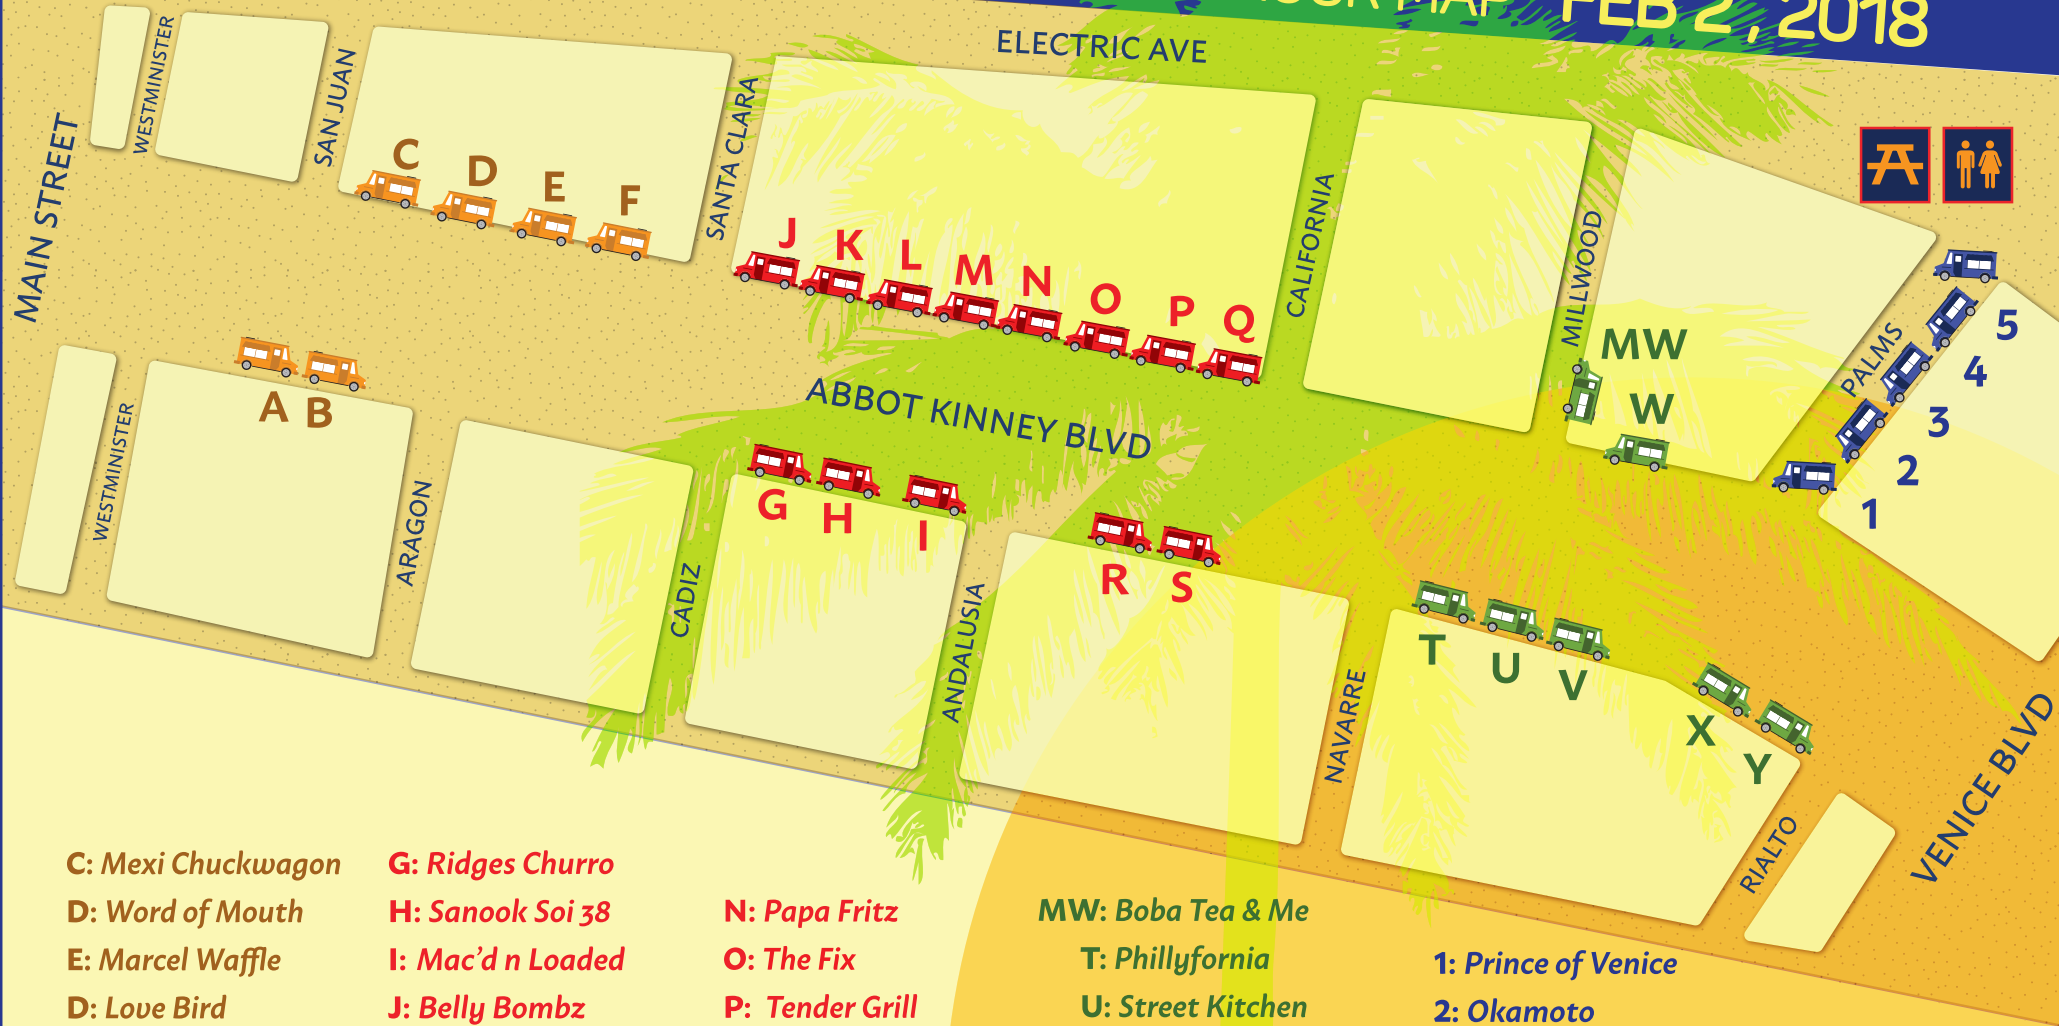 FEB 2, 2018
ELECTRIC AVE
WESTMINISTER
SAN JUAN
SANTA CLARA
MAIN STREET
CALIFORNIA
MILLWOOD
PALMS
C
D
E
F
J
K
L
M
N
O
P
Q
MW
W
5
4
3
2
1
A
B
ABBOT KINNEY BLVD
WESTMINISTER
ARAGON
CADIZ
ANDALUSIA
NAVARRE
G
H
I
R
S
T
U
V
X
Y
VENICE BLVD
RIALTO
C: Mexi Chuckwagon
D: Word of Mouth
E: Marcel Waffle
D: Love Bird
G: Ridges Churro
H: Sanook Soi 38
I: Mac'd n Loaded
J: Belly Bombz
N: Papa Fritz
O: The Fix
P: Tender Grill
MW: Boba Tea & Me
T: Phillyfornia
U: Street Kitchen
1: Prince of Venice
2: Okamoto